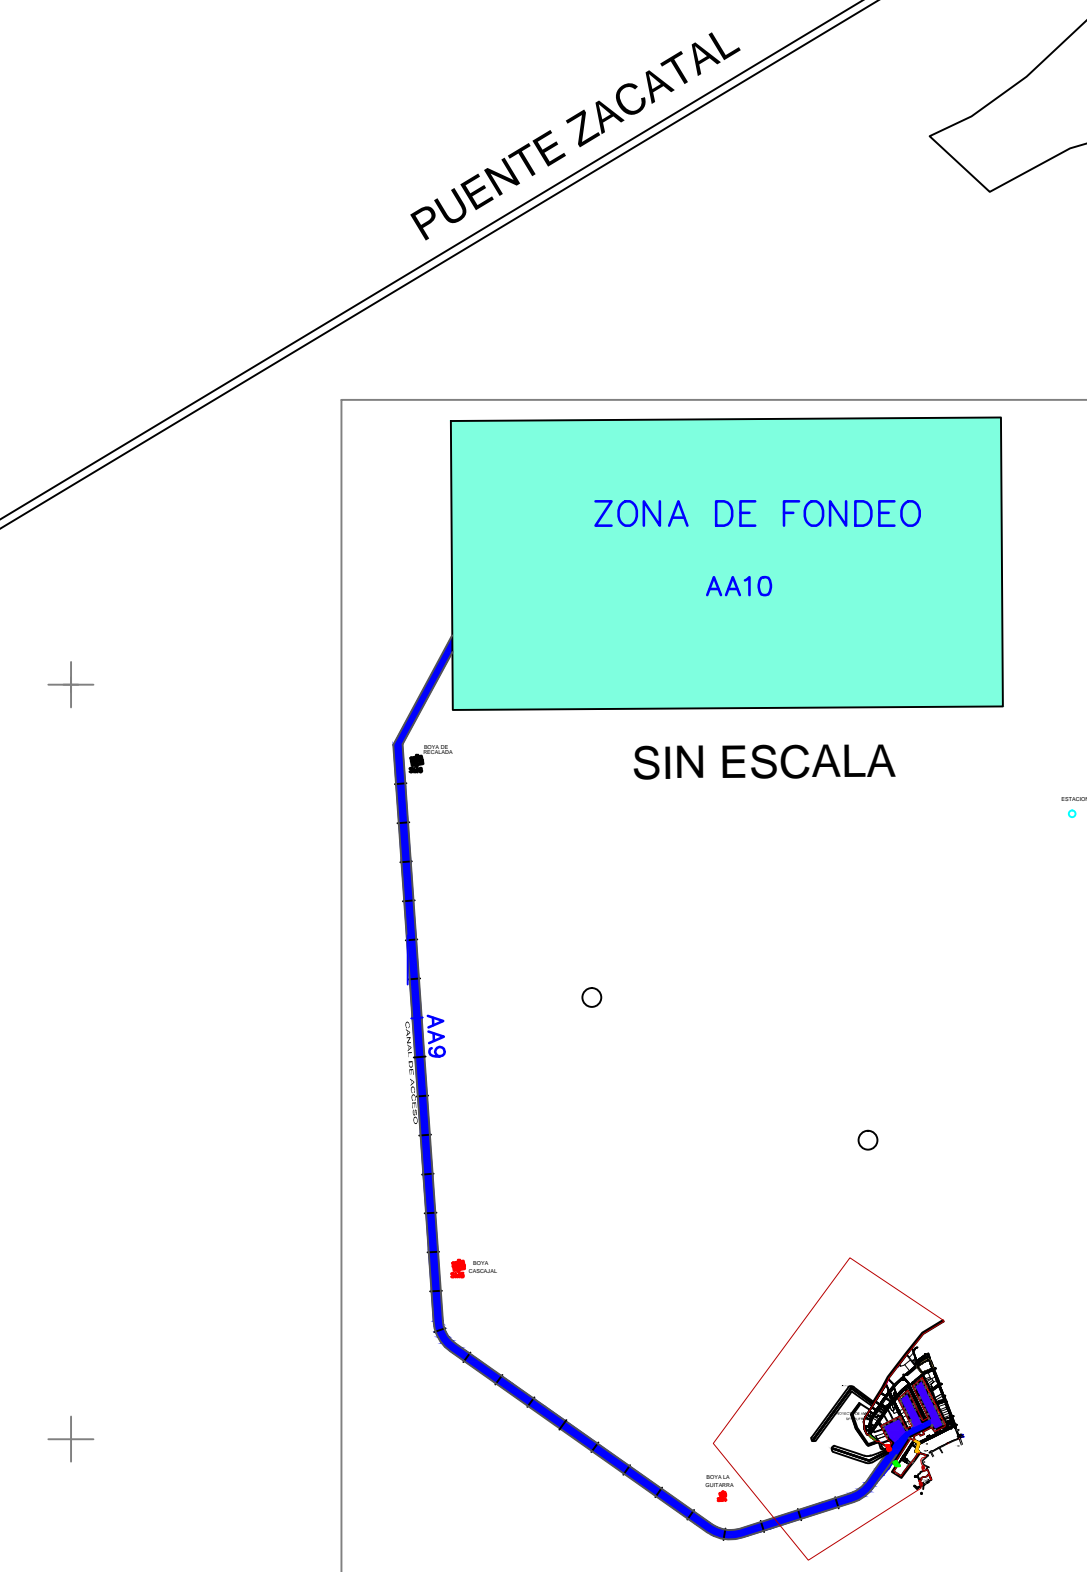 PUENTE ZACATAL
ZONA DE FONDEO
AA10
BOYA DE
RECALADA
SIN ESCALA
ESTACION
AA9
CANAL DE ACCESO
BOYA
CASCAJAL
BOYA LA
GUITARRA